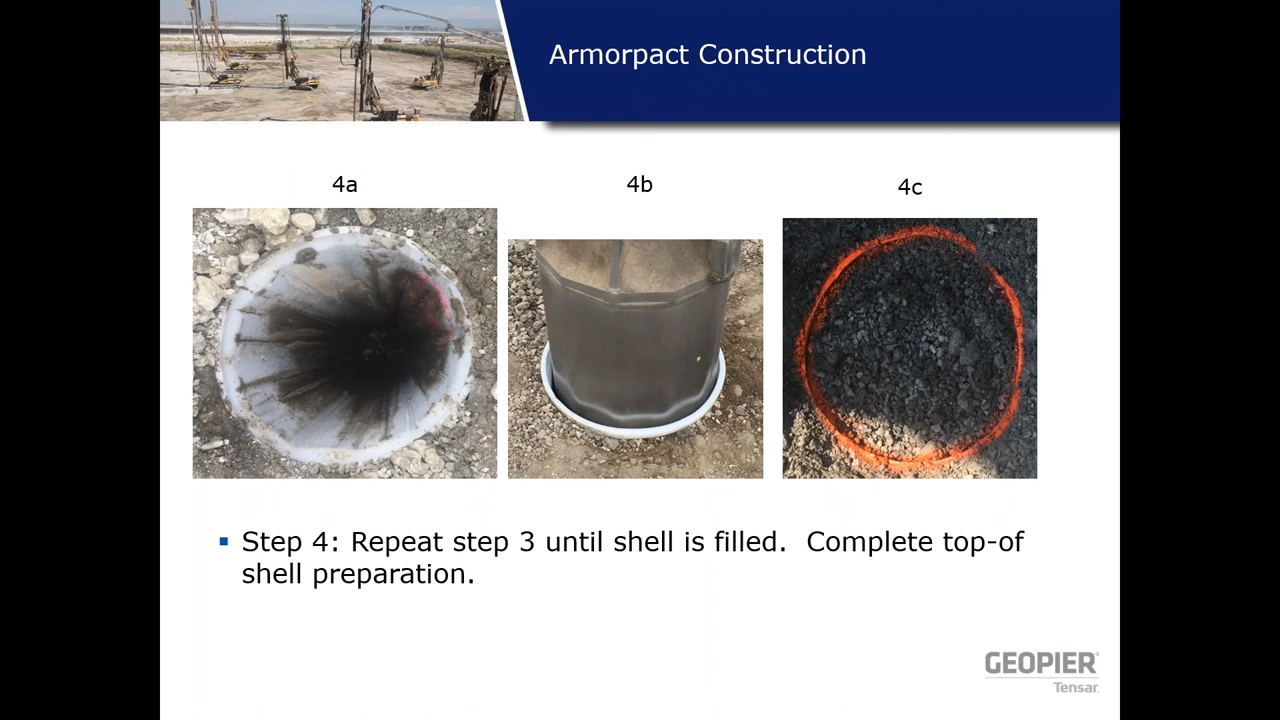 Armorpact Construction
4a
4b
4c
Step 4: Repeat step 3 until shell is filled.  Complete top-of
shell preparation.
GEOPIER®
Tensar.